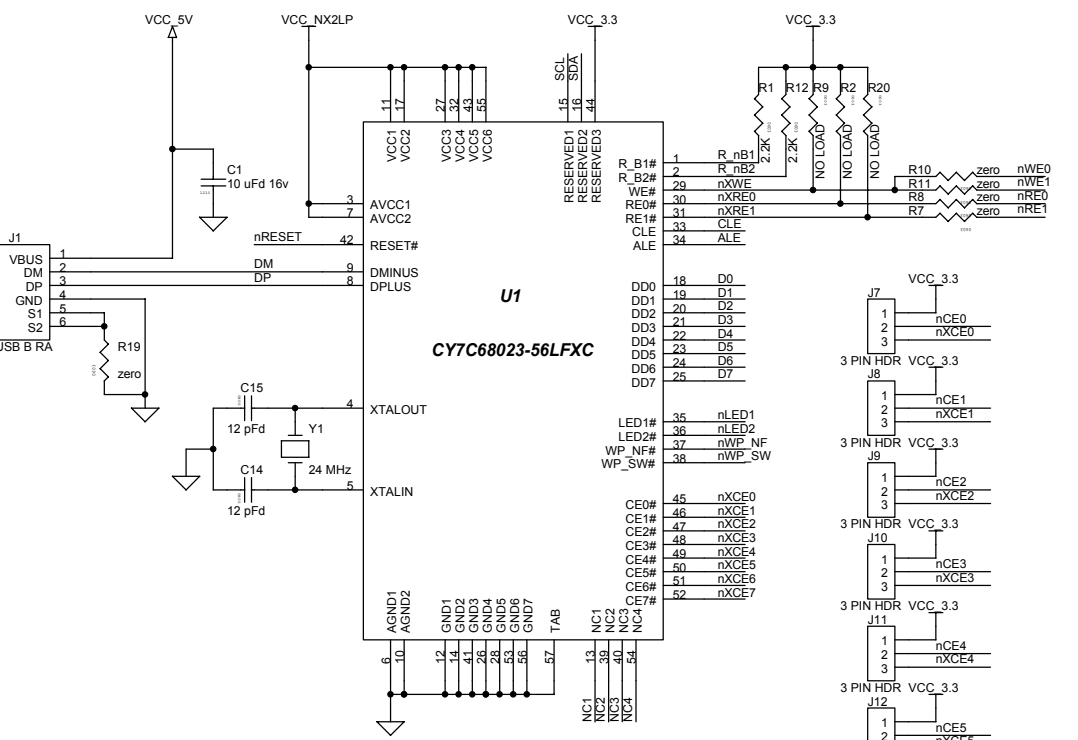 VCC_5V
VCC_NX2LP
VCC_3.3
VCC_3.3
C1
10 uFd 16v
11
17
27
32
43
55
VCC1
VCC2
VCC3
VCC4
VCC5
VCC6
SCL
SDA
15
16
44
RESERVED1
RESERVED2
RESERVED3
R1
R12
R9
R2
R20
2.2K
2.2K
NO LOAD
NO LOAD
NO LOAD
3 AVCC1
7 AVCC2
nRESET 42 RESET#
DM 9 DMINUS
DP 8 DPLUS
J1
VBUS 1
DM 2
DP 3
GND 4
S1 5
S2 6
USB B RA
R19
zero
C15
12 pFd
Y1
24 MHz
C14
12 pFd
4 XTALOUT
5 XTALIN
U1
CY7C68023-56LFXC
R_B1# 1 R_nB1
R_B2# 2 R_nB2
WE# 29 nXWE
RE0# 30 nXRE0
RE1# 31 nXRE1
CLE 33 CLE
ALE 34 ALE
R10 zero nWE0
R11 zero nWE1
R8 zero nRE0
R7 zero nRE1
DD0 18 D0
DD1 19 D1
DD2 20 D2
DD3 21 D3
DD4 22 D4
DD5 23 D5
DD6 24 D6
DD7 25 D7
LED1# 35 nLED1
LED2# 36 nLED2
WP_NF# 37 nWP_NF
WP_SW# 38 nWP_SW
CE0# 45 nXCE0
CE1# 46 nXCE1
CE2# 47 nXCE2
CE3# 48 nXCE3
CE4# 49 nXCE4
CE5# 50 nXCE5
CE6# 51 nXCE6
CE7# 52 nXCE7
AGND1
AGND2
GND1
GND2
GND3
GND4
GND5
GND6
GND7
TAB
NC1
NC2
NC3
NC4
6
10
12
14
41
26
28
53
56
57
13
39
40
54
NC1
NC2
NC3
NC4
VCC_3.3
J7
1
2 nCE0
3 nXCE0
3 PIN HDR VCC_3.3
J8
1
2 nCE1
3 nXCE1
3 PIN HDR VCC_3.3
J9
1
2 nCE2
3 nXCE2
3 PIN HDR VCC_3.3
J10
1
2 nCE3
3 nXCE3
3 PIN HDR VCC_3.3
J11
1
2 nCE4
3 nXCE4
3 PIN HDR VCC_3.3
J12
1
2 nCE5
nXCE5